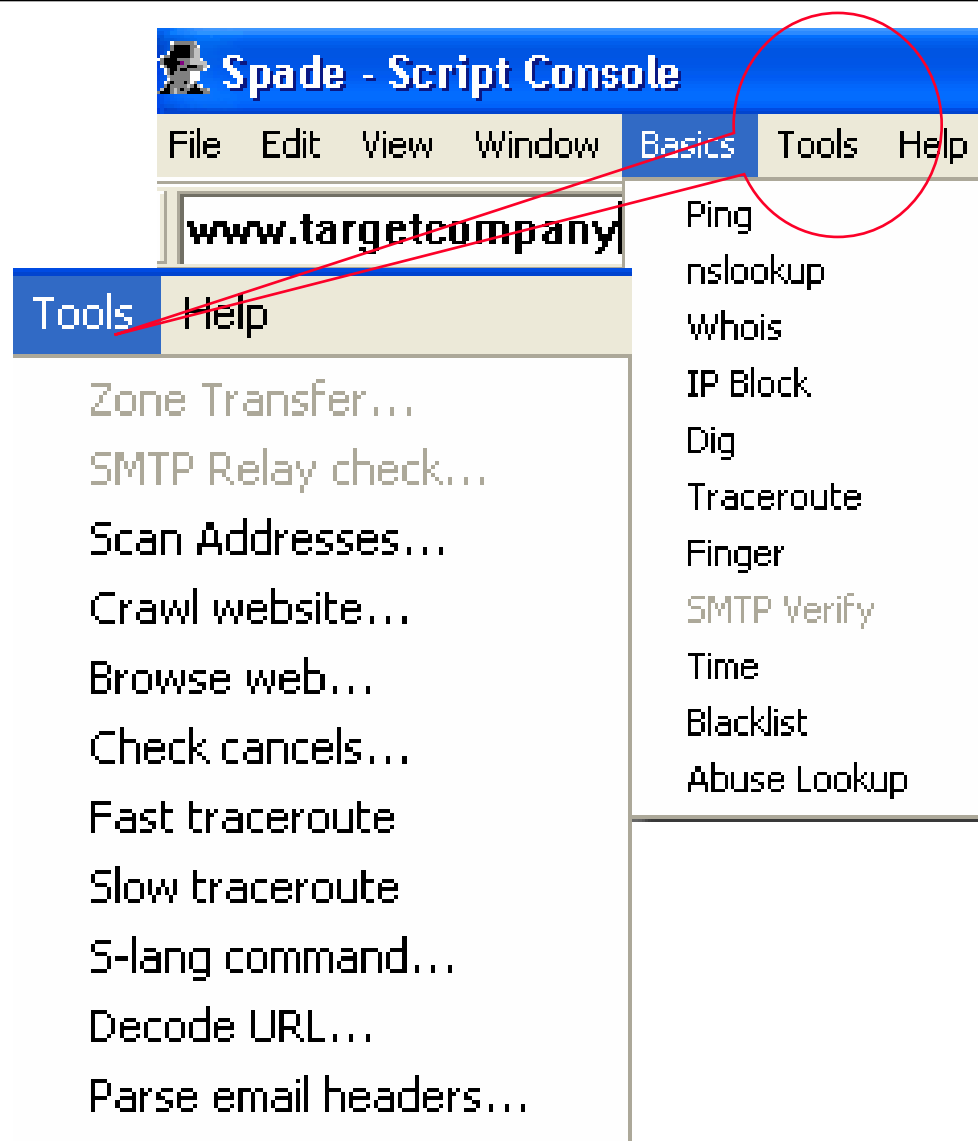 Spade - Script Console
File Edit View Window Basics Tools Help
www.targetcompany
Ping
nslookup
Whois
IP Block
Dig
Traceroute
Finger
SMTP Verify
Time
Blacklist
Abuse Lookup
Tools Help
Zone Transfer...
SMTP Relay check...
Scan Addresses...
Crawl website...
Browse web...
Check cancels...
Fast traceroute
Slow traceroute
S-lang command...
Decode URL...
Parse email headers...